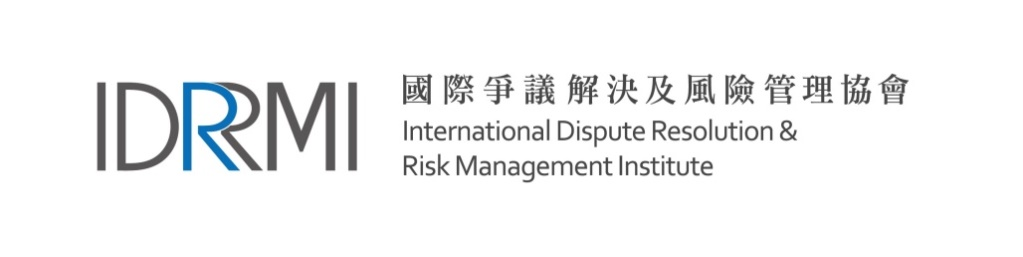 IDRRMI
國際爭議解決及風險管理協會
International Dispute Resolution &
Risk Management Institute